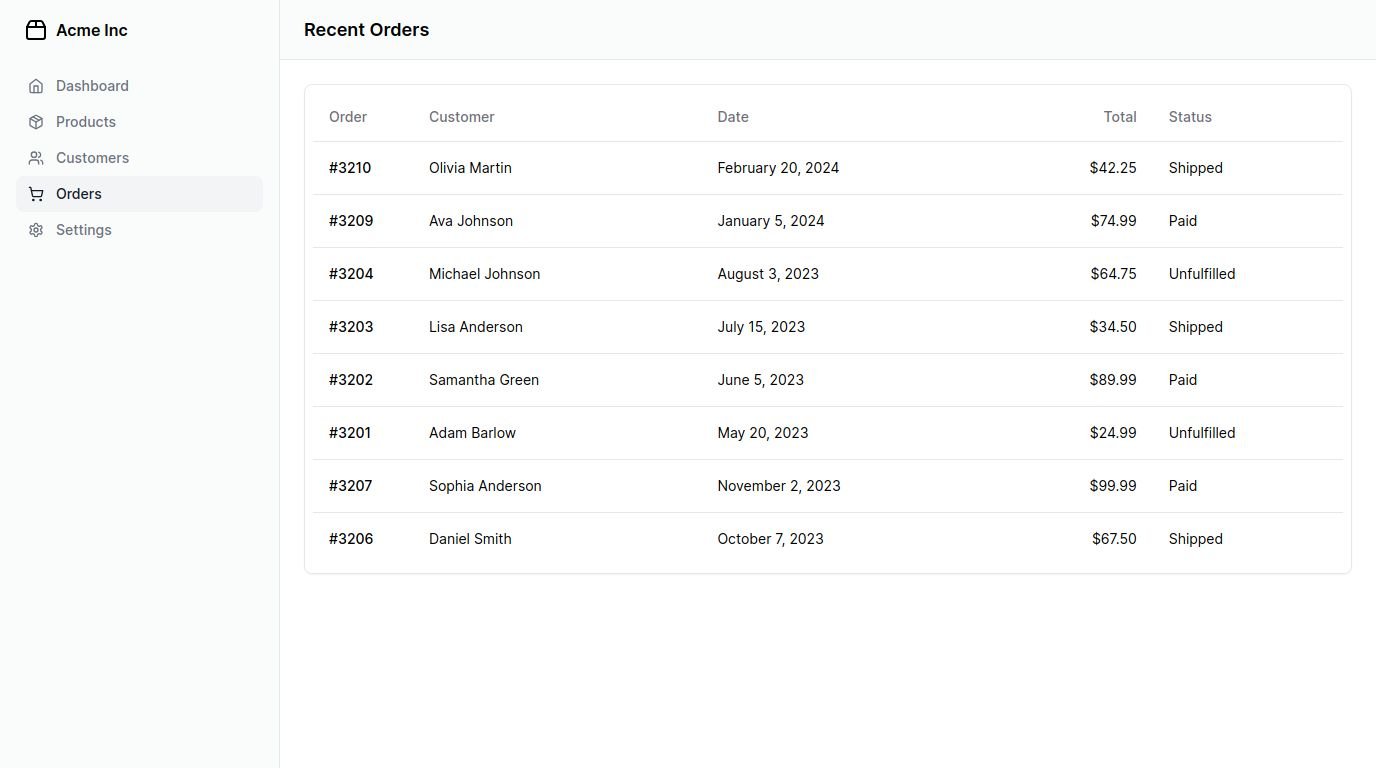 Acme Inc
Dashboard
Products
Customers
Orders
Settings
Recent Orders
Order Customer Date Total Status
#3210 Olivia Martin February 20, 2024 $42.25 Shipped
#3209 Ava Johnson January 5, 2024 $74.99 Paid
#3204 Michael Johnson August 3, 2023 $64.75 Unfulfilled
#3203 Lisa Anderson July 15, 2023 $34.50 Shipped
#3202 Samantha Green June 5, 2023 $89.99 Paid
#3201 Adam Barlow May 20, 2023 $24.99 Unfulfilled
#3207 Sophia Anderson November 2, 2023 $99.99 Paid
#3206 Daniel Smith October 7, 2023 $67.50 Shipped